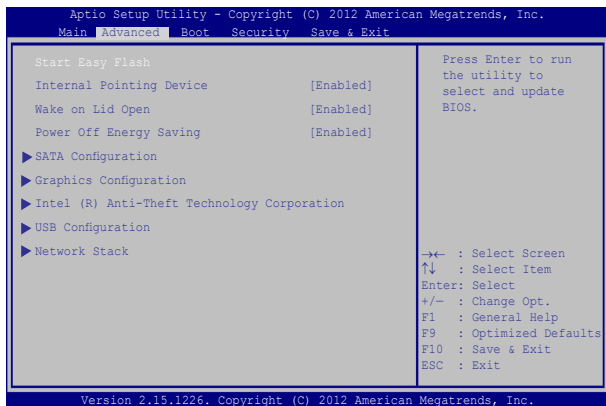 Aptio Setup Utility - Copyright (C) 2012 American Megatrends, Inc.
Main Advanced Boot Security Save & Exit
Start Easy Flash
Internal Pointing Device [Enabled]
Wake on Lid Open [Enabled]
Power Off Energy Saving [Enabled]
SATA Configuration
Graphics Configuration
Intel (R) Anti-Theft Technology Corporation
USB Configuration
Network Stack
Press Enter to run
the utility to
select and update
BIOS.
→← : Select Screen
↑↓ : Select Item
Enter: Select
+/— : Change Opt.
F1 : General Help
F9 : Optimized Defaults
F10 : Save & Exit
ESC : Exit
Version 2.15.1226. Copyright (C) 2012 American Megatrends, Inc.